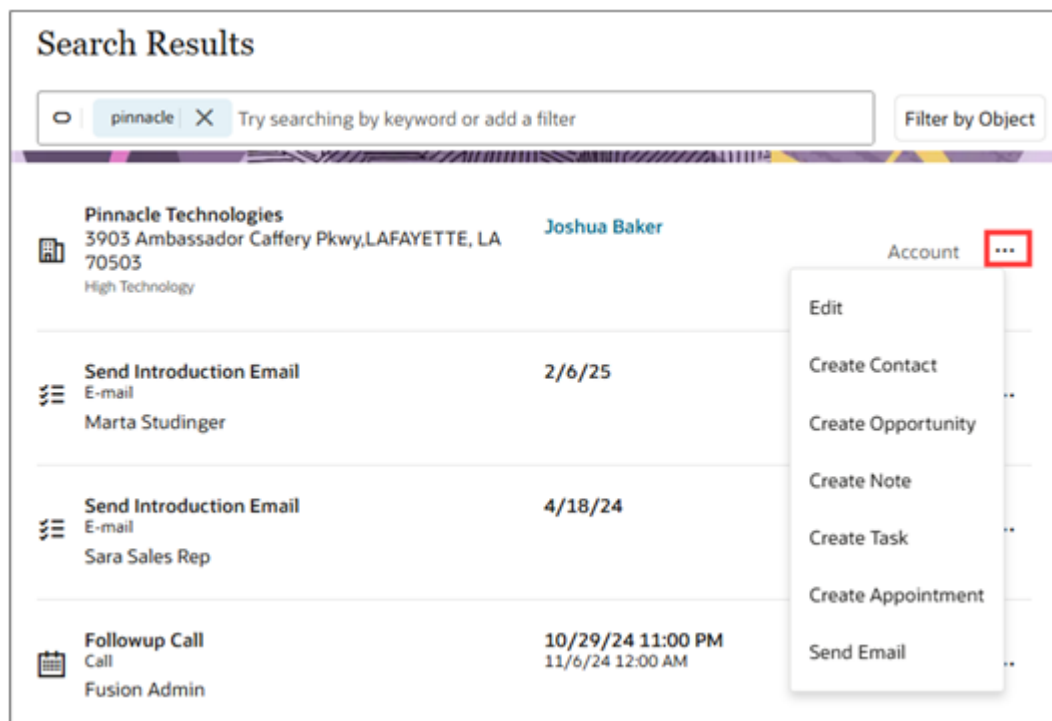 Search Results
pinnacle
Try searching by keyword or add a filter
Filter by Object
Pinnacle Technologies
3903 Ambassador Caffery Pkwy,LAFAYETTE, LA
70503
High Technology
Joshua Baker
Account
Edit
Create Contact
Create Opportunity
Create Note
Create Task
Create Appointment
Send Email
Send Introduction Email
E-mail
Marta Studinger
2/6/25
Send Introduction Email
E-mail
Sara Sales Rep
4/18/24
Followup Call
Call
Fusion Admin
10/29/24 11:00 PM
11/6/24 12:00 AM